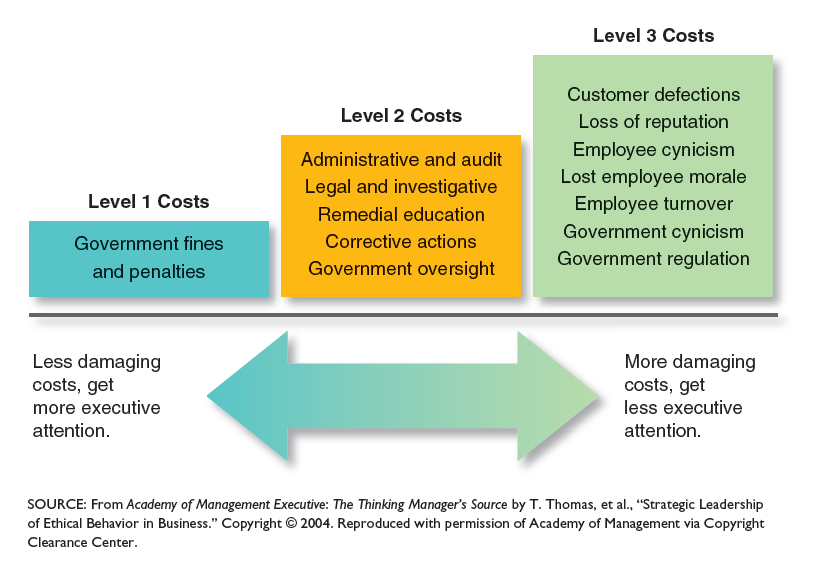 Level 3 Costs
Customer defections
Loss of reputation
Employee cynicism
Lost employee morale
Employee turnover
Government cynicism
Government regulation
Level 2 Costs
Administrative and audit
Legal and investigative
Remedial education
Corrective actions
Government oversight
Level 1 Costs
Government fines
and penalties
Less damaging
costs, get
more executive
attention.
More damaging
costs, get
less executive
attention.
SOURCE: From Academy of Management Executive: The Thinking Manager's Source by T. Thomas, et al., “Strategic Leadership
of Ethical Behavior in Business.” Copyright © 2004. Reproduced with permission of Academy of Management via Copyright
Clearance Center.